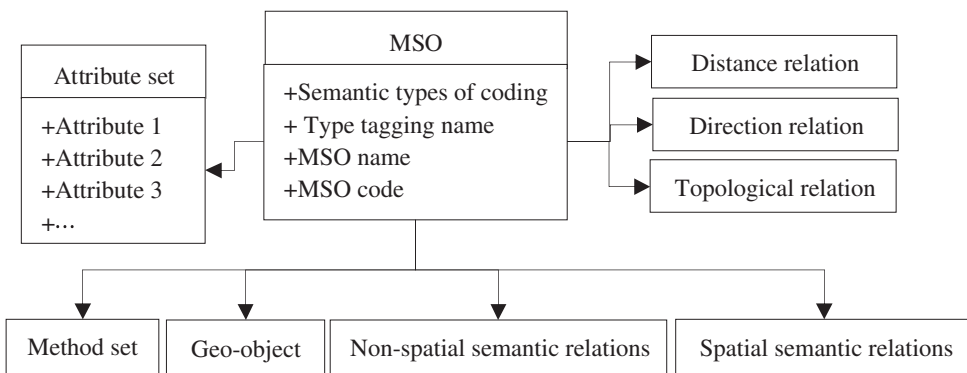 Attribute set
+Attribute 1
+Attribute 2
+Attribute 3
+...
MSO
+Semantic types of coding
+ Type tagging name
+MSO name
+MSO code
Distance relation
Direction relation
Topological relation
Method set
Geo-object
Non-spatial semantic relations
Spatial semantic relations